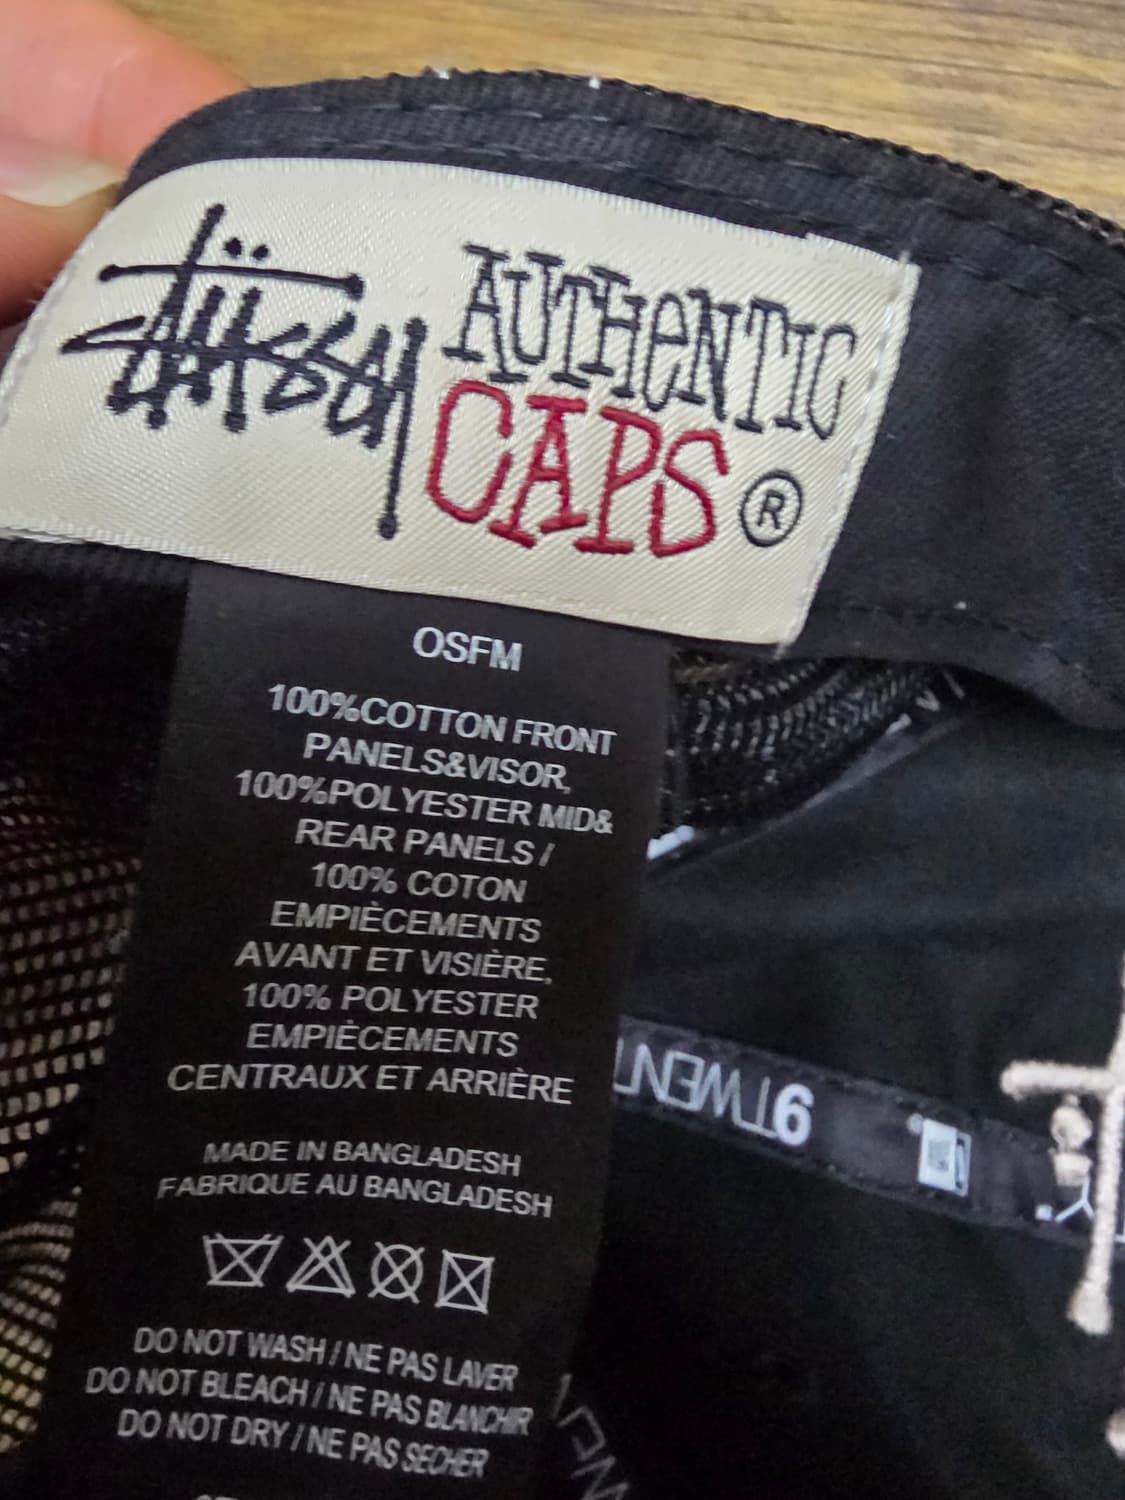 Stüssy AUTHENTIC
CAPS ®
OSFM
100%COTTON FRONT
PANELS&VISOR,
100%POLYESTER MID&
REAR PANELS /
100% COTON
EMPIÈCEMENTS
AVANT ET VISIÈRE,
100% POLYESTER
EMPIÈCEMENTS
CENTRAUX ET ARRIÈRE
MADE IN BANGLADESH
FABRIQUE AU BANGLADESH
DO NOT WASH / NE PAS LAVER
DO NOT BLEACH / NE PAS BLANCHIR
DO NOT DRY / NE PAS SECHER